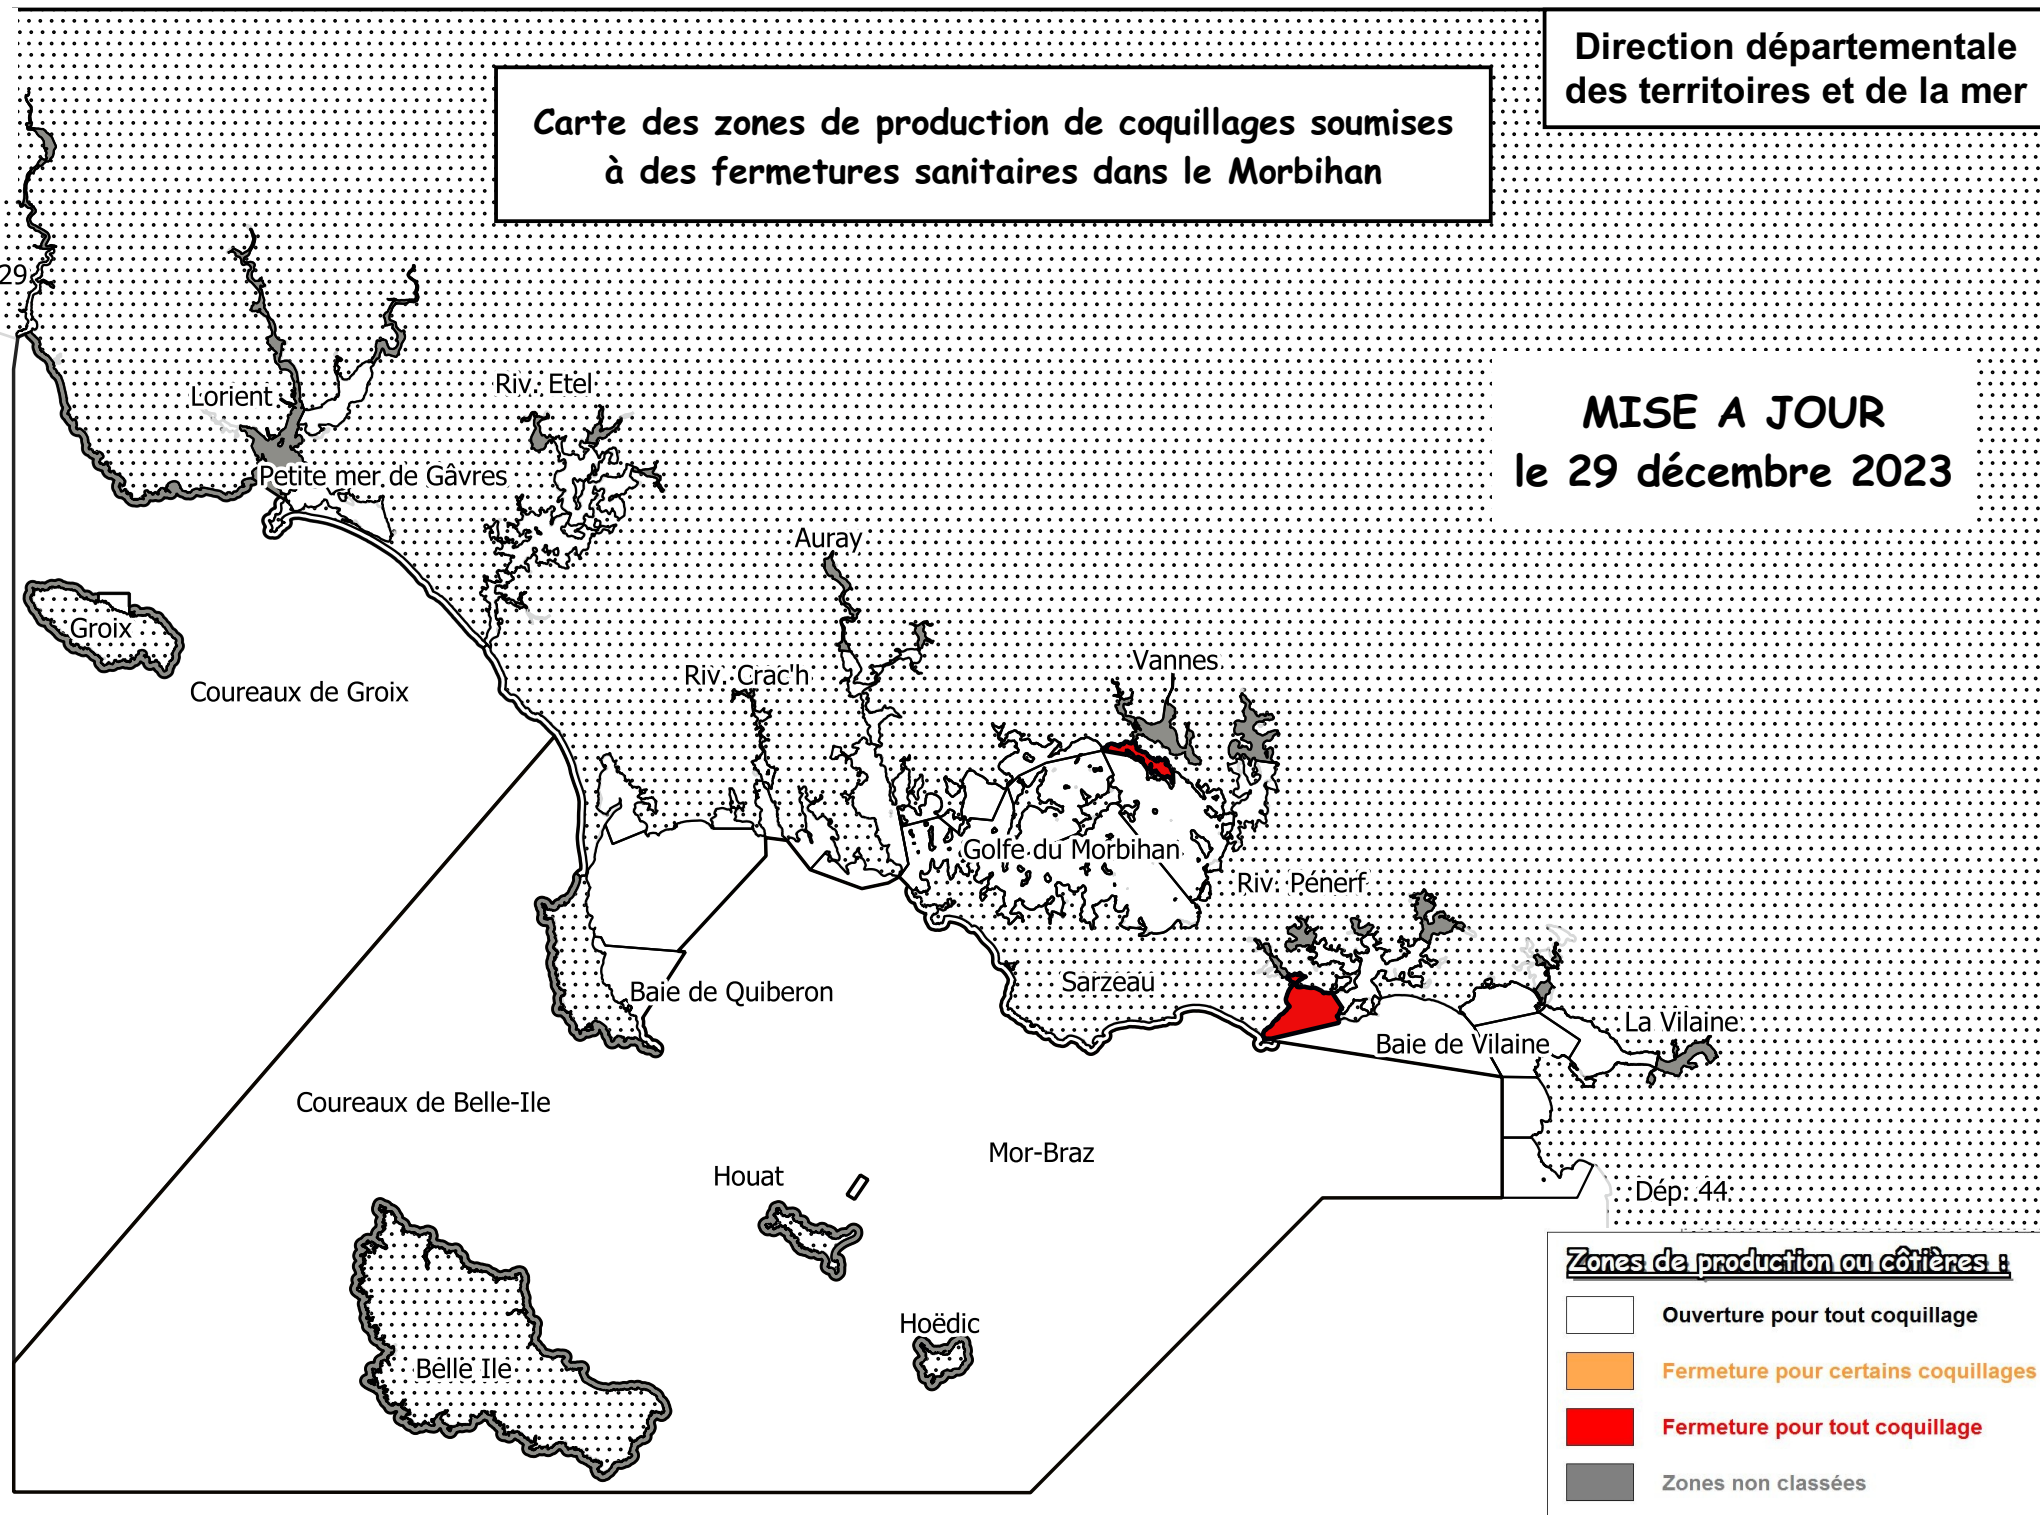 Direction départementale
des territoires et de la mer
Carte des zones de production de coquillages soumises
à des fermetures sanitaires dans le Morbihan
29
MISE A JOUR
le 29 décembre 2023
Lorient
Riv. Etel
Petite mer de Gâvres
Auray
Groix
Coureaux de Groix
Riv. Crac'h
Vannes
Golfe du Morbihan
Riv. Pénerf
Sarzeau
Baie de Quiberon
La Vilaine
Baie de Vilaine
Coureaux de Belle-Ile
Mor-Braz
Houat
Dép. 44
Hoëdic
Belle Ile
Zones de production ou côtières :
Ouverture pour tout coquillage
Fermeture pour certains coquillages
Fermeture pour tout coquillage
Zones non classées